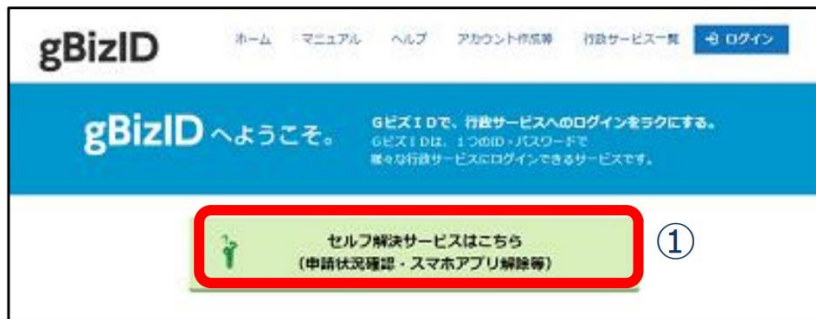 gBizID
ホーム マニュアル ヘルプ アカウント作成等 行政サービス一覧 ログイン
gBizIDへようこそ。
GビズIDで、行政サービスへのログインをラクにする。
GビズIDは、1つのID・パスワードで
様々な行政サービスにログインできるサービスです。
セルフ解決サービスはこちら
(申請状況確認・スマホアプリ解除等)
①